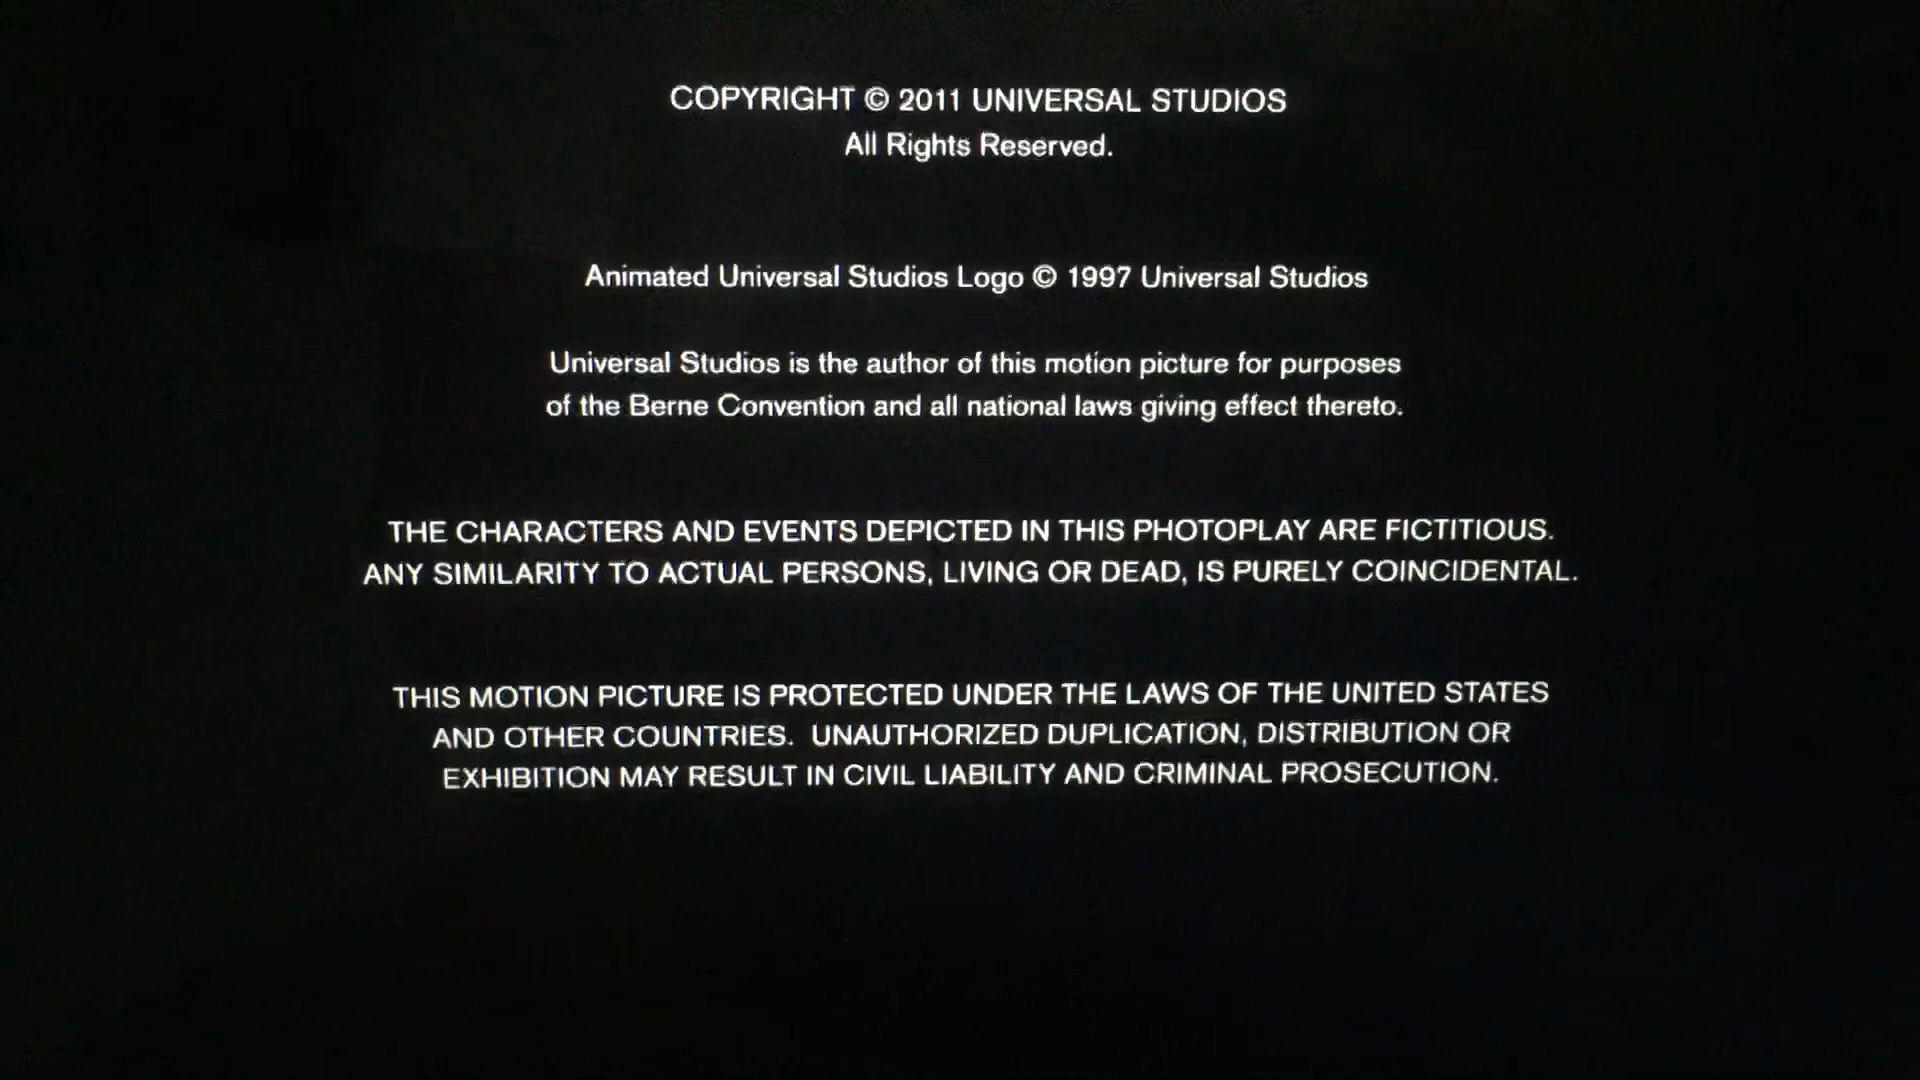 COPYRIGHT © 2011 UNIVERSAL STUDIOS
All Rights Reserved.
Animated Universal Studios Logo © 1997 Universal Studios
Universal Studios is the author of this motion picture for purposes
of the Berne Convention and all national laws giving effect thereto.
THE CHARACTERS AND EVENTS DEPICTED IN THIS PHOTOPLAY ARE FICTITIOUS.
ANY SIMILARITY TO ACTUAL PERSONS, LIVING OR DEAD, IS PURELY COINCIDENTAL.
THIS MOTION PICTURE IS PROTECTED UNDER THE LAWS OF THE UNITED STATES
AND OTHER COUNTRIES.  UNAUTHORIZED DUPLICATION, DISTRIBUTION OR
EXHIBITION MAY RESULT IN CIVIL LIABILITY AND CRIMINAL PROSECUTION.